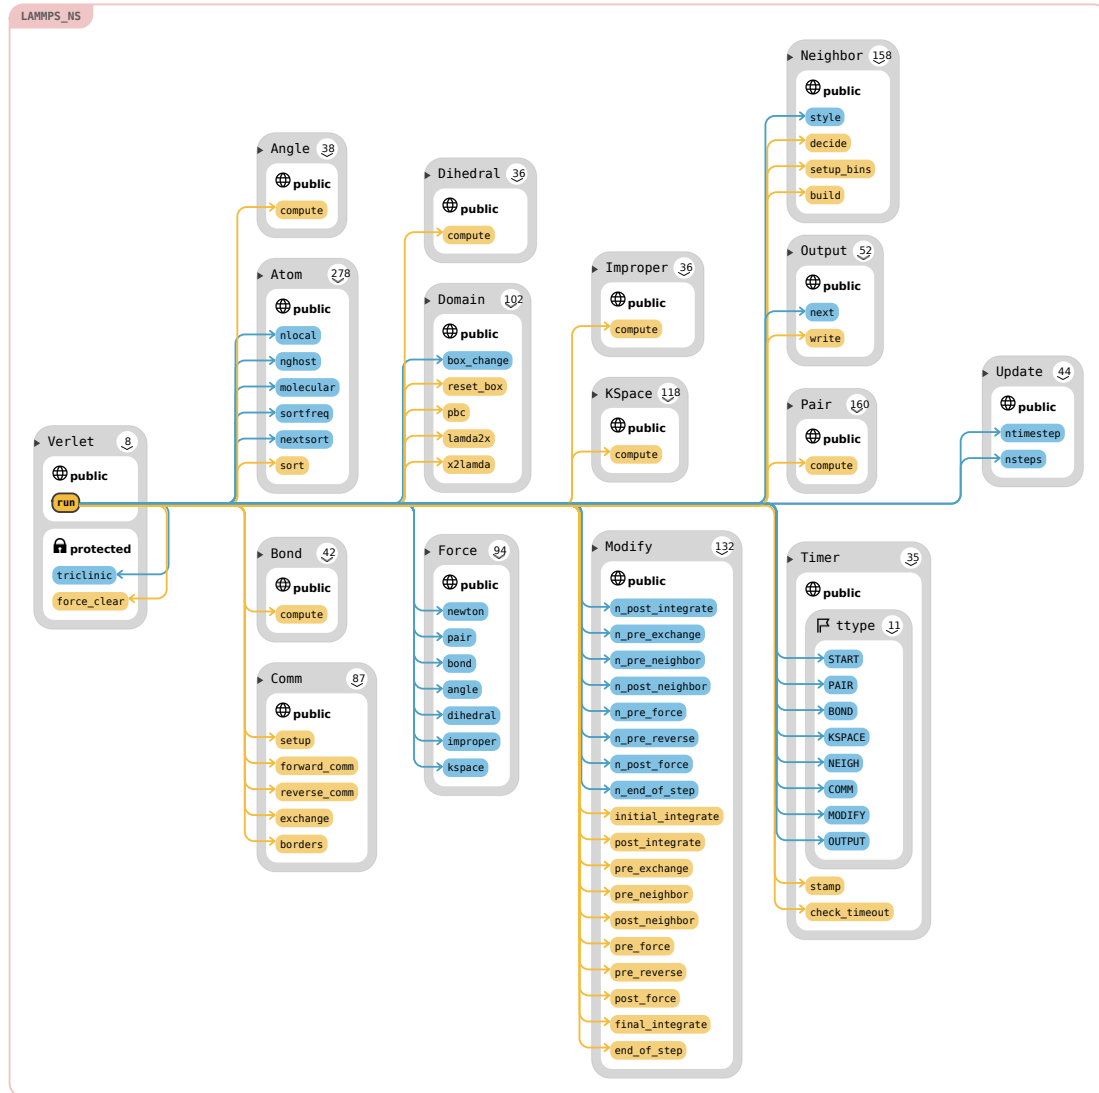 LAMMPS_NS
Verlet 8
public
run
protected
triclinic
force_clear
Angle 38
public
compute
Atom 278
public
nlocal
nghost
molecular
sortfreq
nextsort
sort
Bond 42
public
compute
Comm 87
public
setup
forward_comm
reverse_comm
exchange
borders
Dihedral 36
public
compute
Domain 102
public
box_change
reset_box
pbc
lamda2x
x2lamda
Force 94
public
newton
pair
bond
angle
dihedral
improper
kspace
Improper 36
public
compute
KSpace 118
public
compute
Modify 132
public
n_post_integrate
n_pre_exchange
n_pre_neighbor
n_post_neighbor
n_pre_force
n_pre_reverse
n_post_force
n_end_of_step
initial_integrate
post_integrate
pre_exchange
pre_neighbor
post_neighbor
pre_force
pre_reverse
post_force
final_integrate
end_of_step
Neighbor 158
public
style
decide
setup_bins
build
Output 52
public
next
write
Pair 160
public
compute
Timer 35
public
ttype 11
START
PAIR
BOND
KSPACE
NEIGH
COMM
MODIFY
OUTPUT
stamp
check_timeout
Update 44
public
ntimestep
nsteps